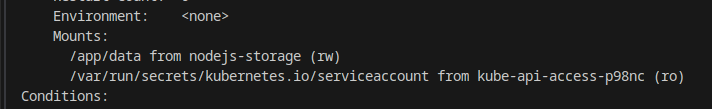 Environment:    <none>
Mounts:
/app/data from nodejs-storage (rw)
/var/run/secrets/kubernetes.io/serviceaccount from kube-api-access-p98nc (ro)
Conditions: